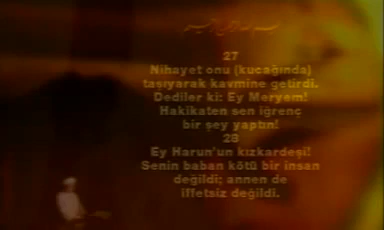 27
Nihayet onu (kucağında)
taşıyarak kavmine getirdi.
Dediler ki: Ey Meryem!
Hakikaten sen iğrenç
bir şey yaptın!
28
Ey Harun'un kızkardeşi!
Senin baban kötü bir insan
değildi; annen de
iffetsiz değildi.